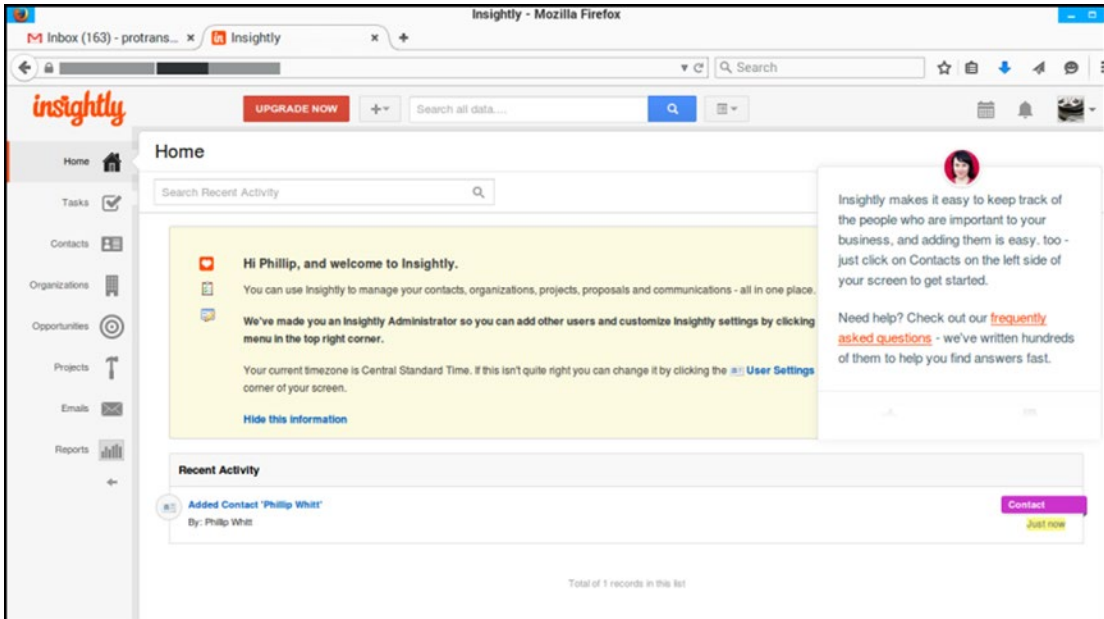 Insightly - Mozilla Firefox
Inbox (163) - protrans... ×
Insightly ×
Search
insightly
UPGRADE NOW
Search all data....
Home
Tasks
Contacts
Organizations
Opportunities
Projects
Emails
Reports
Home
Search Recent Activity
Hi Phillip, and welcome to Insightly.
You can use Insightly to manage your contacts, organizations, projects, proposals and communications - all in one place.
We've made you an Insightly Administrator so you can add other users and customize Insightly settings by clicking
menu in the top right corner.
Your current timezone is Central Standard Time. If this isn't quite right you can change it by clicking the User Settings
corner of your screen.
Hide this information
Insightly makes it easy to keep track of
the people who are important to your
business, and adding them is easy. too -
just click on Contacts on the left side of
your screen to get started.
Need help? Check out our frequently
asked questions - we've written hundreds
of them to help you find answers fast.
Recent Activity
Added Contact 'Phillip Whitt'
By: Phillip Whitt
Contact
Just now
Total of 1 records in this list